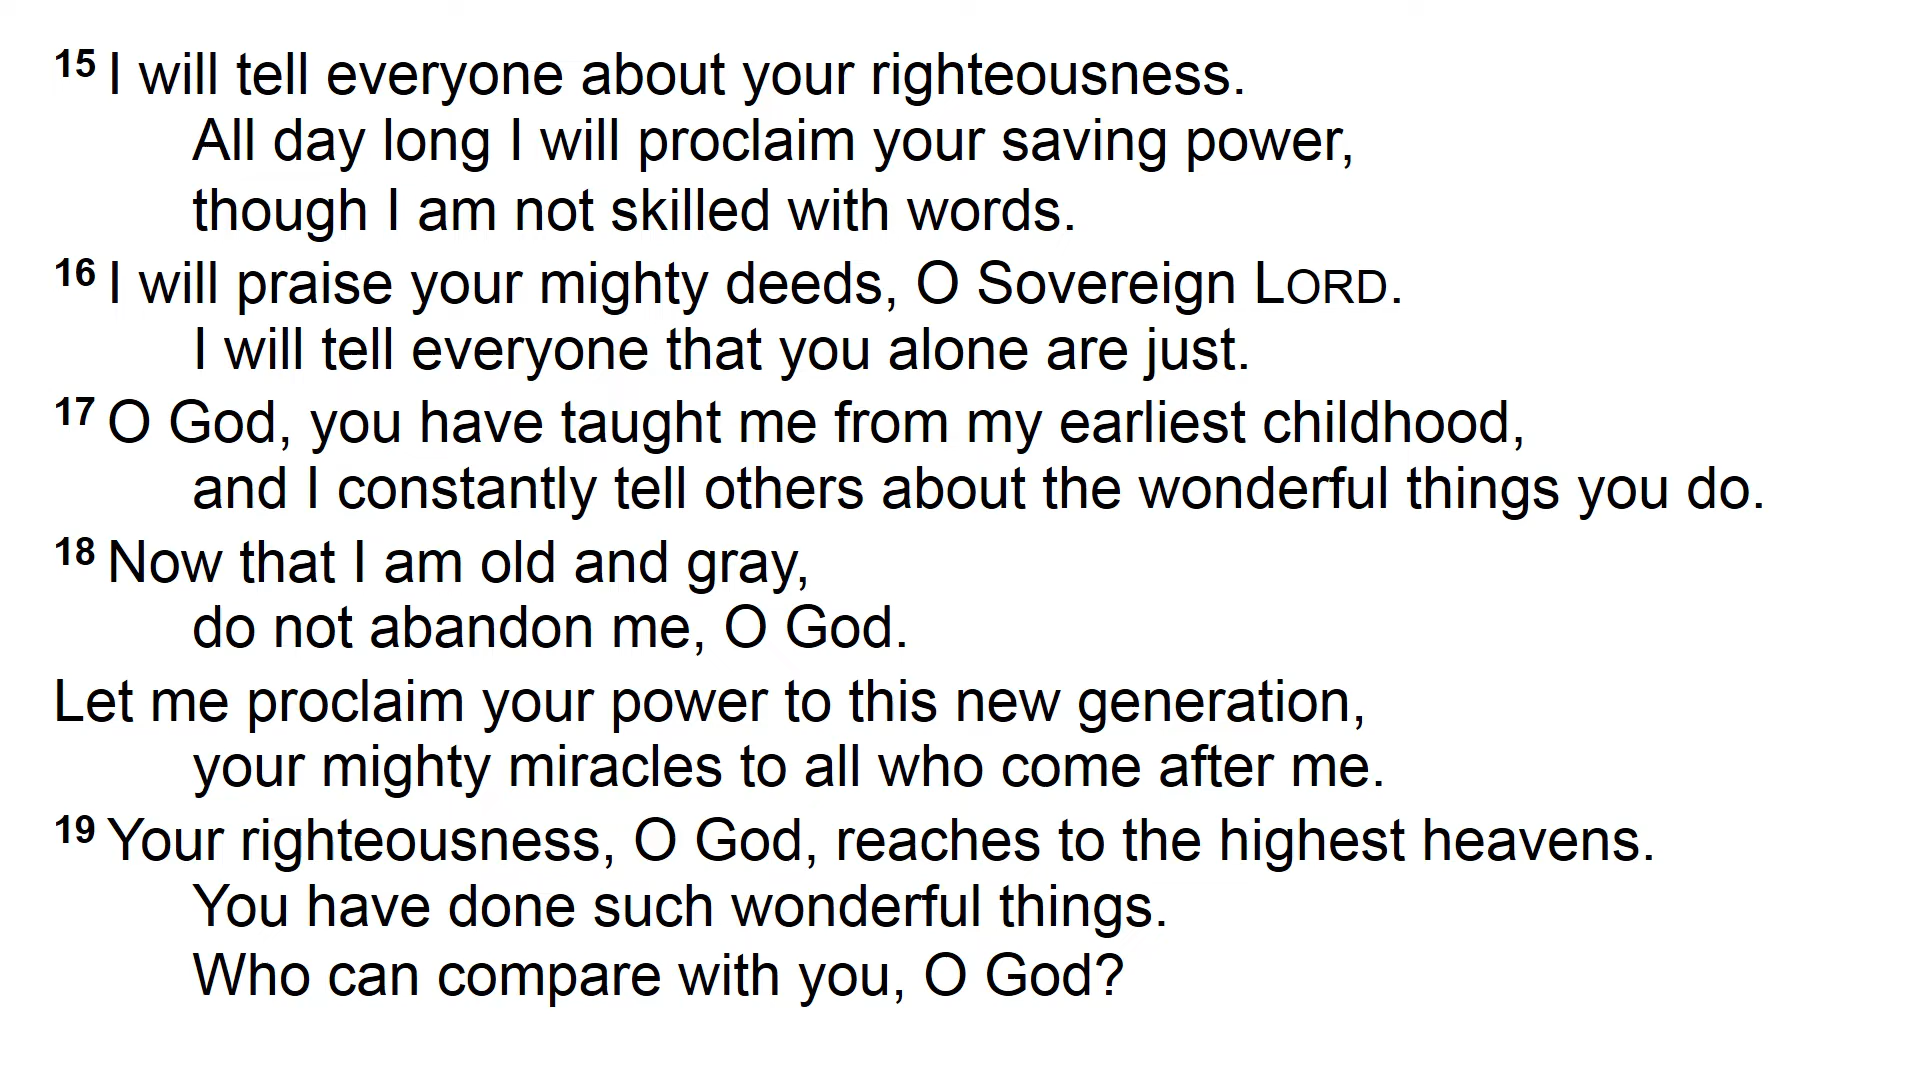 15 I will tell everyone about your righteousness.
All day long I will proclaim your saving power,
though I am not skilled with words.
16 I will praise your mighty deeds, O Sovereign LORD.
I will tell everyone that you alone are just.
17 O God, you have taught me from my earliest childhood,
and I constantly tell others about the wonderful things you do.
18 Now that I am old and gray,
do not abandon me, O God.
Let me proclaim your power to this new generation,
your mighty miracles to all who come after me.
19 Your righteousness, O God, reaches to the highest heavens.
You have done such wonderful things.
Who can compare with you, O God?